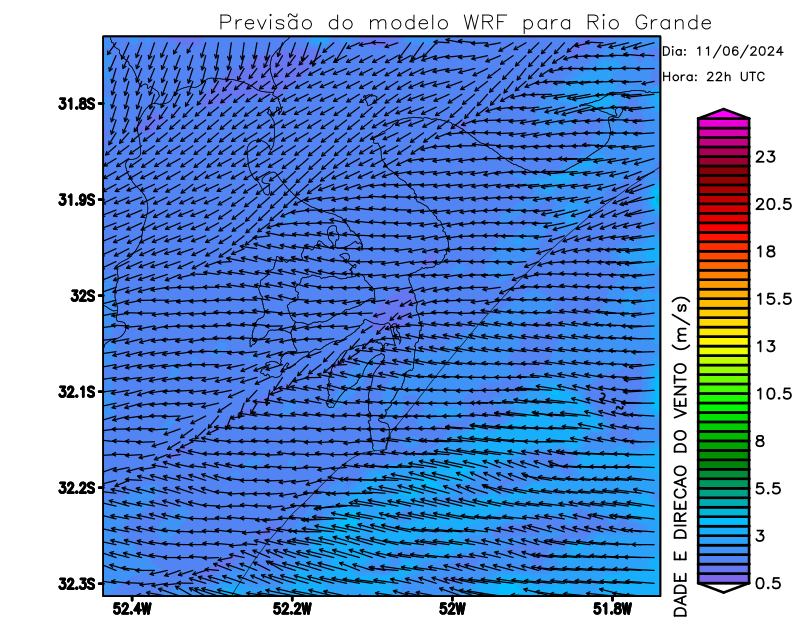 Previsão do modelo WRF para Rio Grande
Dia: 11/06/2024
Hora: 22h UTC
31.8S
31.9S
32S
32.1S
32.2S
32.3S
52.4W
52.2W
52W
51.8W
23
20.5
18
15.5
13
10.5
8
5.5
3
0.5
DADE E DIRECAO DO VENTO (m/s)